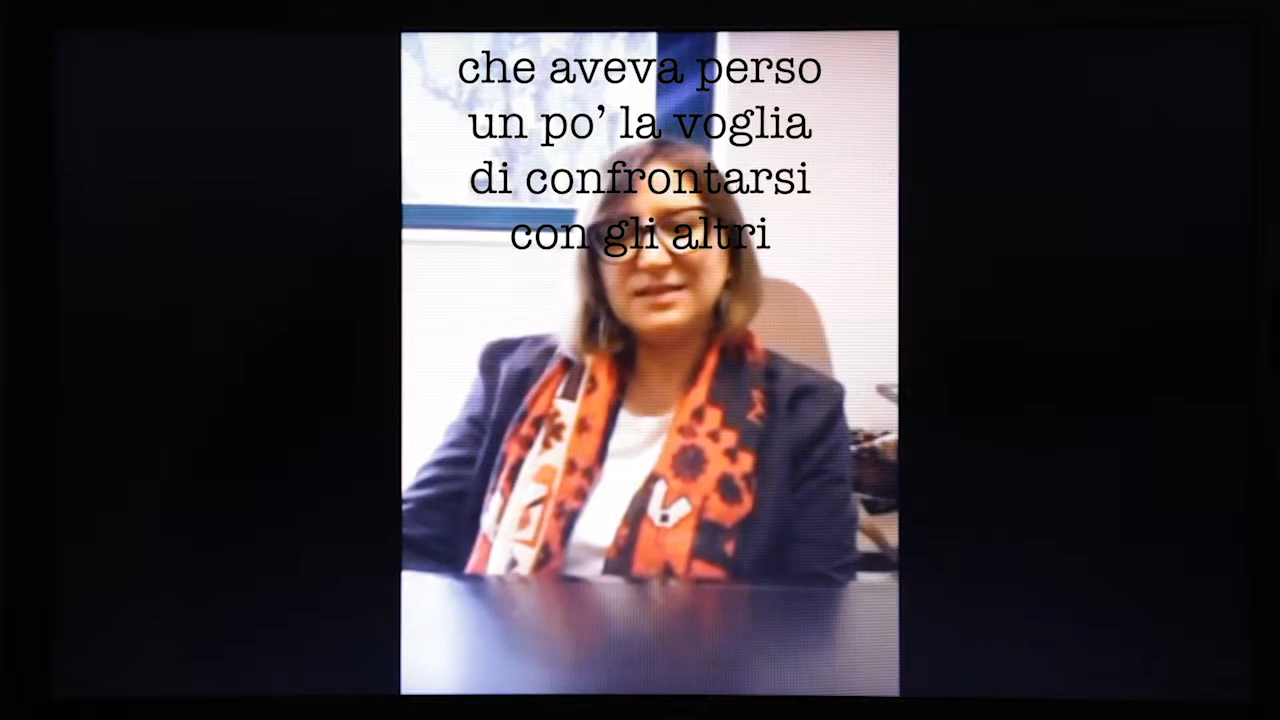 che aveva perso
un po’ la voglia
di confrontarsi
con gli altri